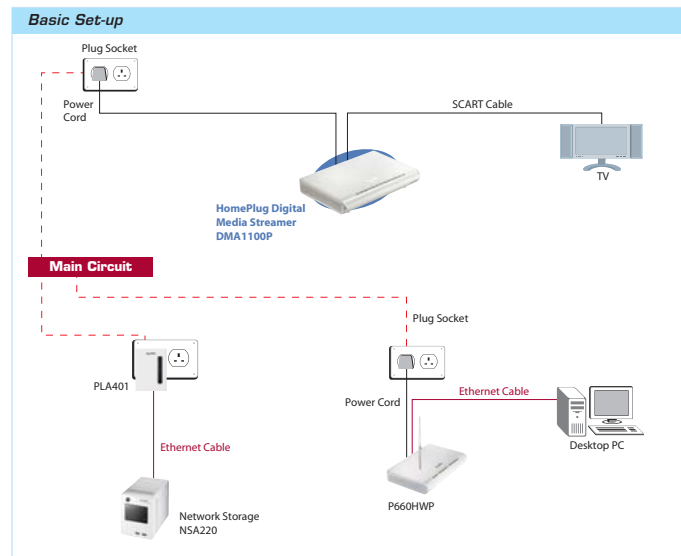 Basic Set-up
Plug Socket
Power
Cord
SCART Cable
TV
HomePlug Digital
Media Streamer
DMA1100P
Main Circuit
Plug Socket
PLA401
Power Cord
Ethernet Cable
Desktop PC
Ethernet Cable
P660HWP
Network Storage
NSA220